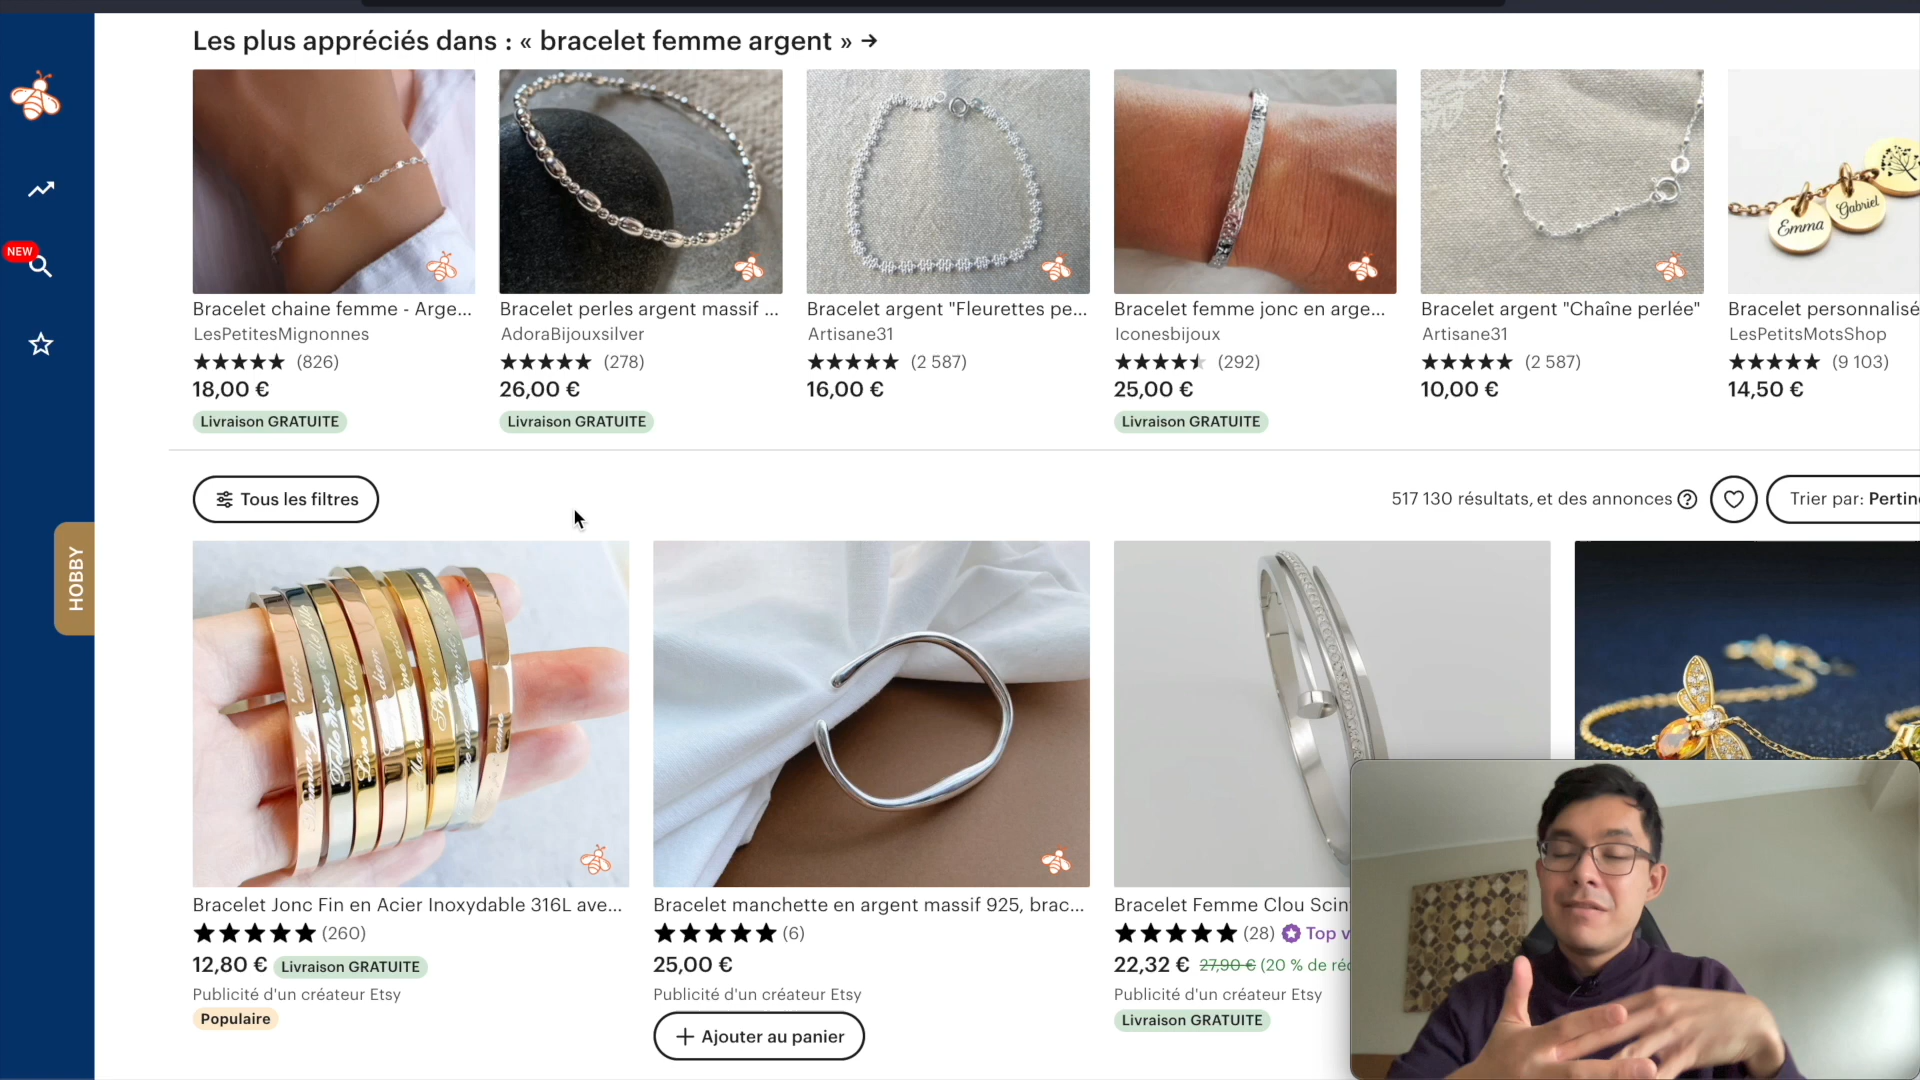 Les plus appréciés dans : « bracelet femme argent » →
Emma
Gabriel
Bracelet chaine femme - Arge...
LesPetitesMignonnes
(826)
18,00 €
Livraison GRATUITE
Bracelet perles argent massif ...
AdoraBijouxsilver
(278)
26,00 €
Livraison GRATUITE
Bracelet argent "Fleurettes pe...
Artisane31
(2 587)
16,00 €
Bracelet femme jonc en arge...
Iconesbijoux
(292)
25,00 €
Livraison GRATUITE
Bracelet argent "Chaîne perlée"
Artisane31
(2 587)
10,00 €
Bracelet personnalisé
LesPetitsMotsShop
(9 103)
14,50 €
NEW
HOBBY
Tous les filtres
517 130 résultats, et des annonces
Trier par: Pertin
Live love laugh
Bracelet Jonc Fin en Acier Inoxydable 316L ave...
(260)
12,80 € Livraison GRATUITE
Publicité d'un créateur Etsy
Populaire
Bracelet manchette en argent massif 925, brac...
(6)
25,00 €
Publicité d'un créateur Etsy
+ Ajouter au panier
Bracelet Femme Clou Scin
(28) Top v
22,32 € 27,90 € (20 % de ré
Publicité d'un créateur Etsy
Livraison GRATUITE